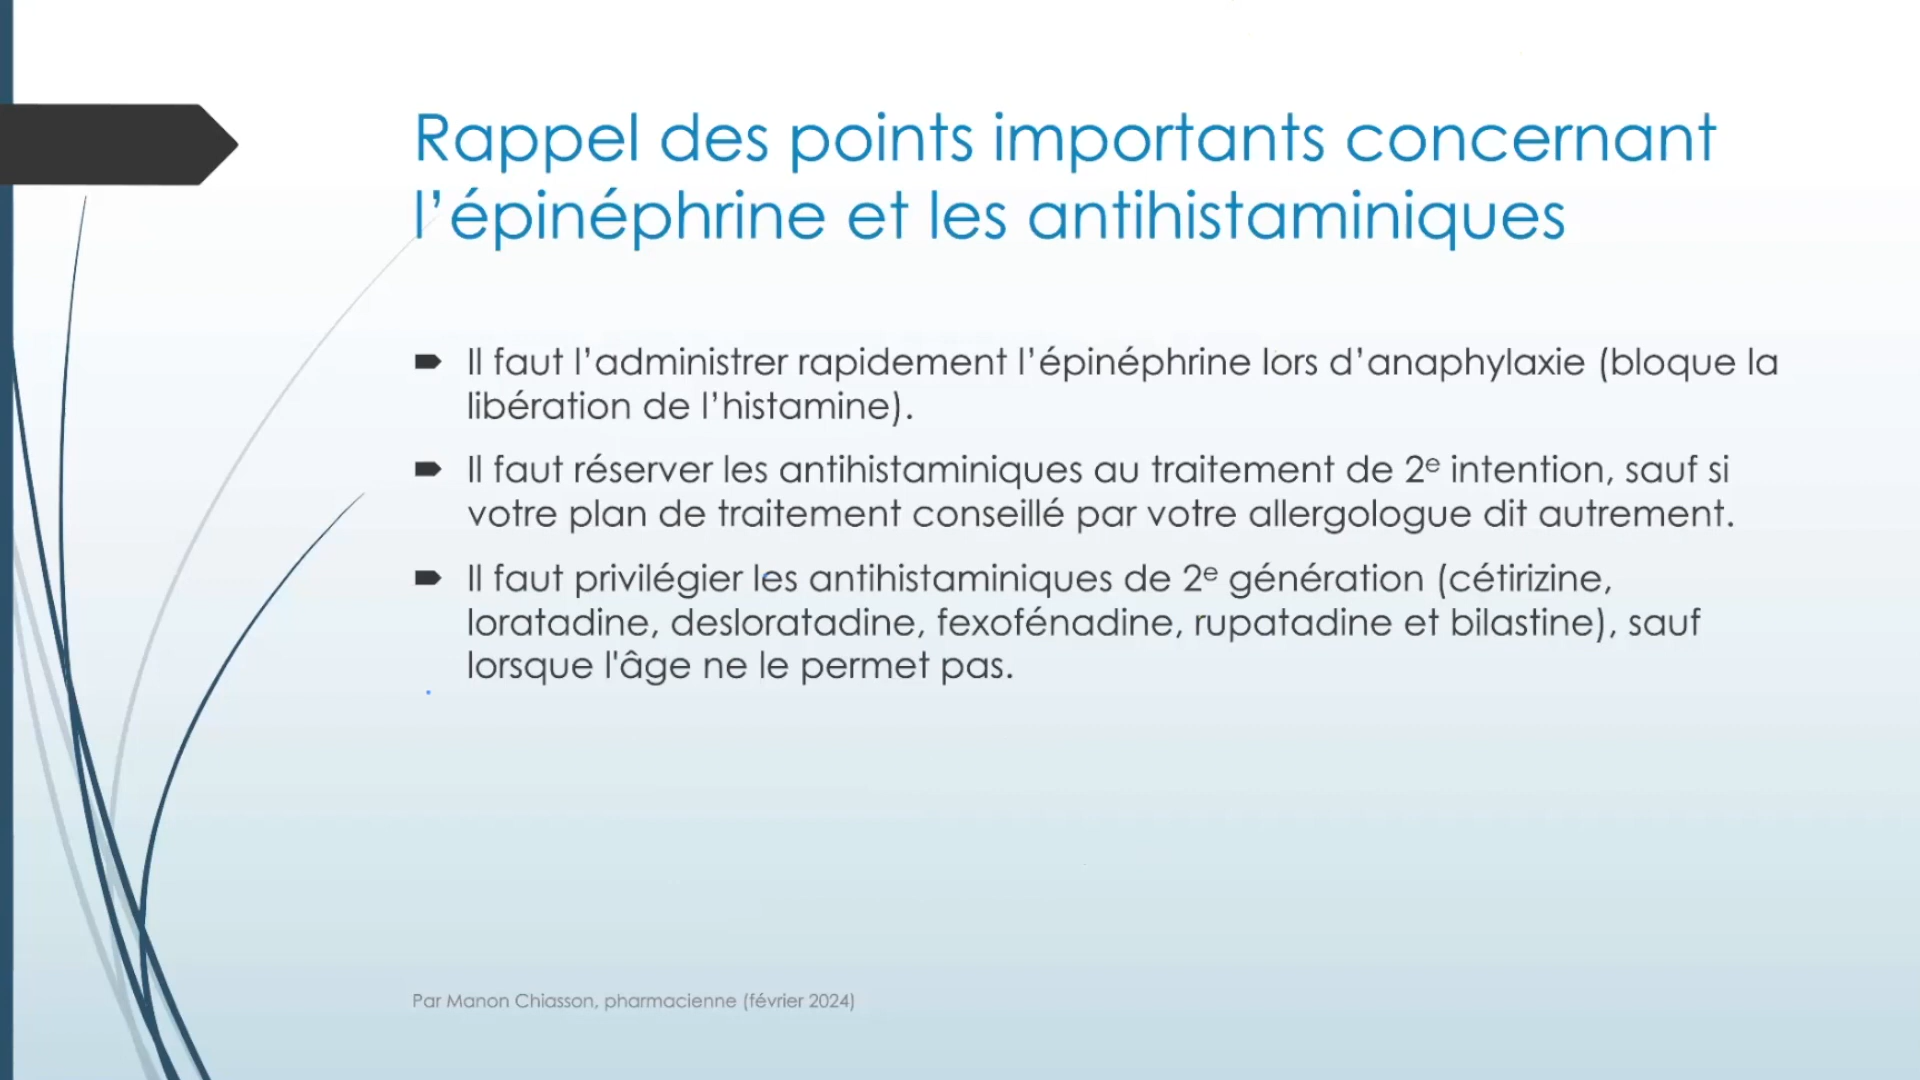 Rappel des points importants concernant
l’épinéphrine et les antihistaminiques
Il faut l’administrer rapidement l’épinéphrine lors d’anaphylaxie (bloque la
libération de l’histamine).
Il faut réserver les antihistaminiques au traitement de 2e intention, sauf si
votre plan de traitement conseillé par votre allergologue dit autrement.
Il faut privilégier les antihistaminiques de 2e génération (cétirizine,
loratadine, desloratadine, fexofénadine, rupatadine et bilastine), sauf
lorsque l'âge ne le permet pas.
Par Manon Chiasson, pharmacienne (février 2024)